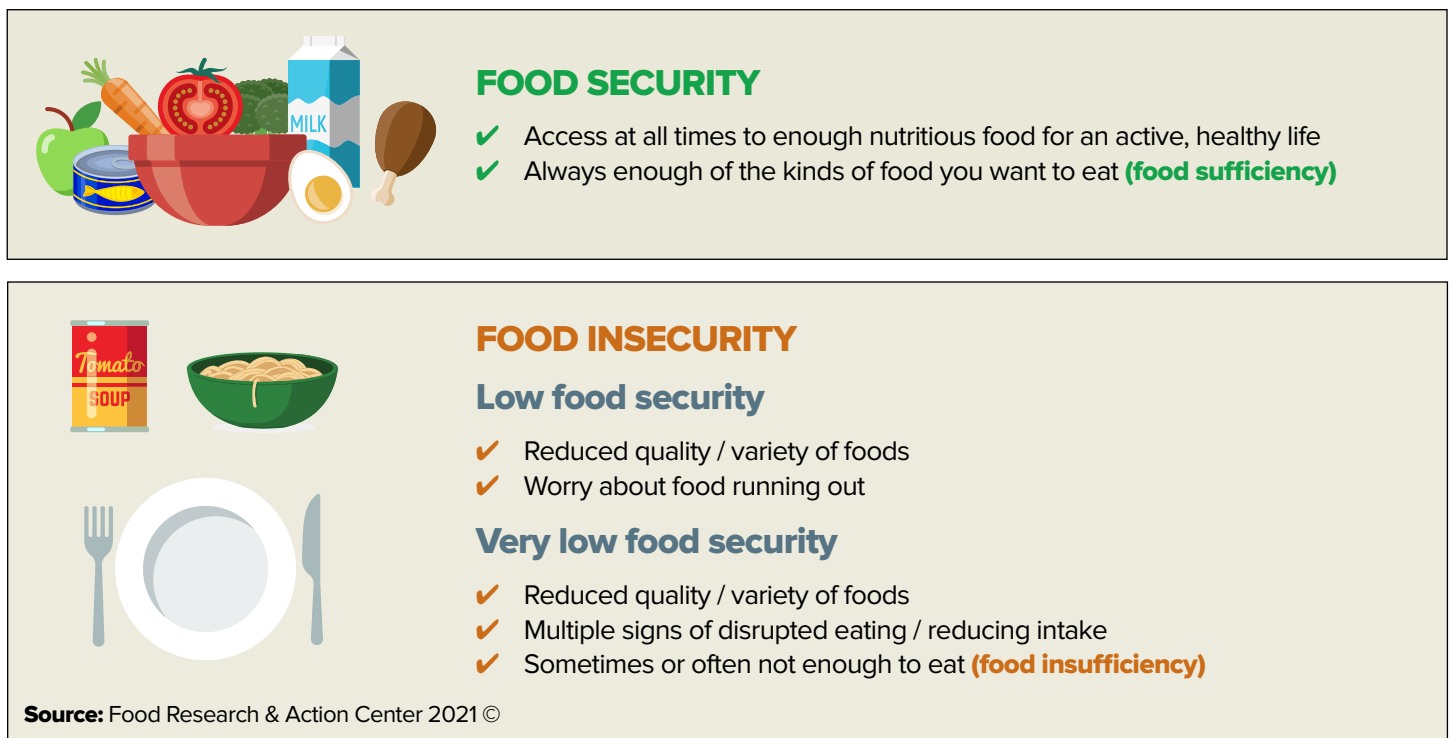 MILK
FOOD SECURITY
✔ Access at all times to enough nutritious food for an active, healthy life
✔ Always enough of the kinds of food you want to eat (food sufficiency)
Tomato
SOUP
FOOD INSECURITY
Low food security
✔ Reduced quality / variety of foods
✔ Worry about food running out
Very low food security
✔ Reduced quality / variety of foods
✔ Multiple signs of disrupted eating / reducing intake
✔ Sometimes or often not enough to eat (food insufficiency)
Source: Food Research & Action Center 2021 ©